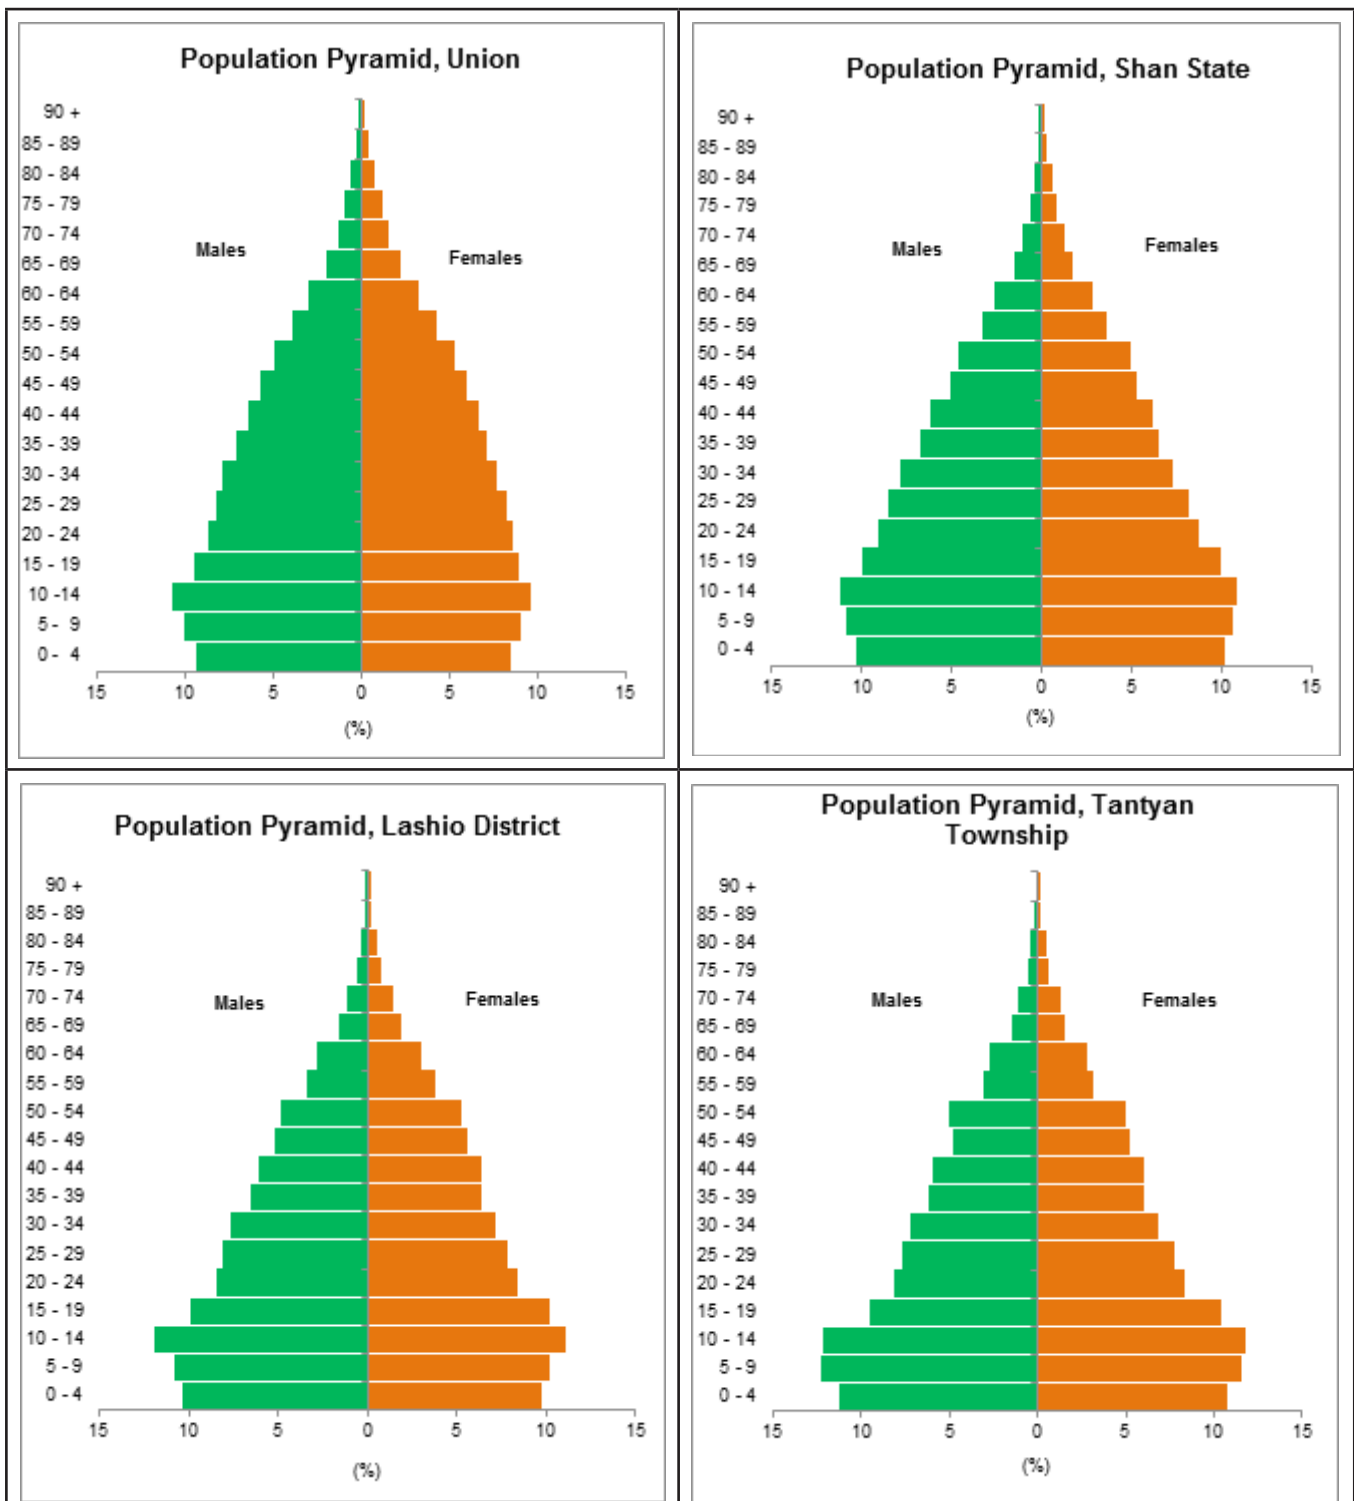 Population Pyramid, Union
90 +
85 - 89
80 - 84
75 - 79
70 - 74
65 - 69
60 - 64
55 - 59
50 - 54
45 - 49
40 - 44
35 - 39
30 - 34
25 - 29
20 - 24
15 - 19
10 -14
5 - 9
0 - 4
Males
Females
15 10 5 0 5 10 15
(%)
Population Pyramid, Shan State
90 +
85 - 89
80 - 84
75 - 79
70 - 74
65 - 69
60 - 64
55 - 59
50 - 54
45 - 49
40 - 44
35 - 39
30 - 34
25 - 29
20 - 24
15 - 19
10 - 14
5 - 9
0 - 4
Males
Females
15 10 5 0 5 10 15
(%)
Population Pyramid, Lashio District
90 +
85 - 89
80 - 84
75 - 79
70 - 74
65 - 69
60 - 64
55 - 59
50 - 54
45 - 49
40 - 44
35 - 39
30 - 34
25 - 29
20 - 24
15 - 19
10 - 14
5 - 9
0 - 4
Males
Females
15 10 5 0 5 10 15
(%)
Population Pyramid, Tantyan
Township
90 +
85 - 89
80 - 84
75 - 79
70 - 74
65 - 69
60 - 64
55 - 59
50 - 54
45 - 49
40 - 44
35 - 39
30 - 34
25 - 29
20 - 24
15 - 19
10 - 14
5 - 9
0 - 4
Males
Females
15 10 5 0 5 10 15
(%)